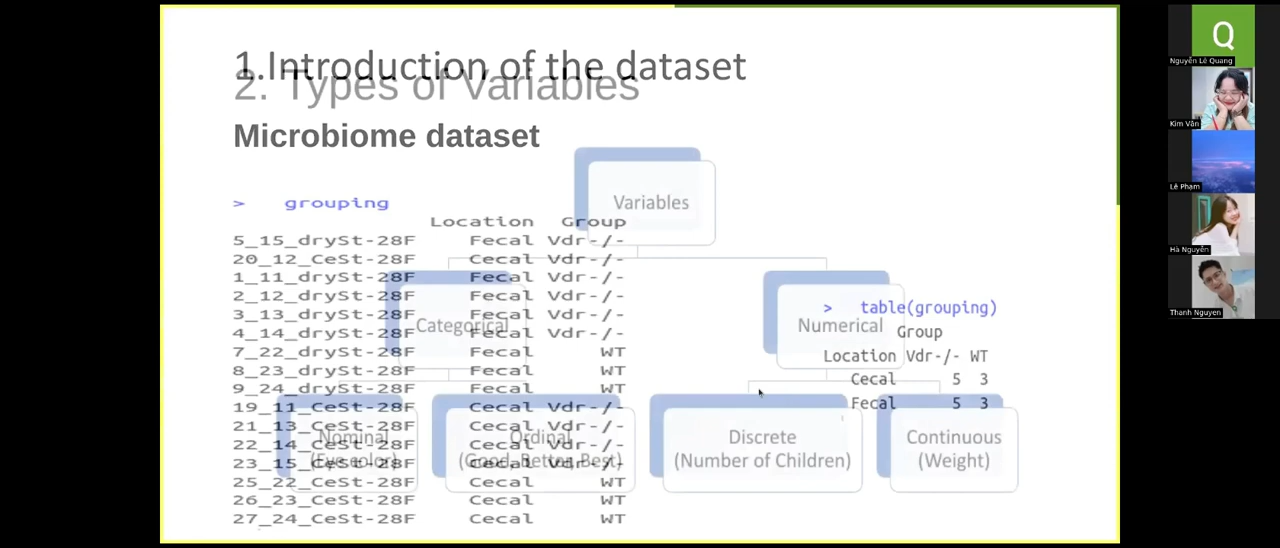 1.Introduction of the dataset
2. Types of Variables
Microbiome dataset
> grouping
Location Group
5_15_drySt-28F Fecal Vdr-/-
20_12_CeSt-28F Cecal Vdr-/-
1_11_drySt-28F Fecal Vdr-/-
2_12_drySt-28F Fecal Vdr-/-
3_13_drySt-28F Fecal Vdr-/-
4_14_drySt-28F Fecal Vdr-/-
7_22_drySt-28F Fecal WT
8_23_drySt-28F Fecal WT
9_24_drySt-28F Fecal WT
19_11_CeSt-28F Cecal Vdr-/-
21_13_CeSt-28F Cecal Vdr-/-
22_14_CeSt-28F Cecal Vdr-/-
23_15_CeSt-28F Cecal Vdr-/-
25_22_CeSt-28F Cecal WT
26_23_CeSt-28F Cecal WT
27_24_CeSt-28F Cecal WT
> table(grouping)
Group
Location Vdr-/- WT
Cecal 5 3
Fecal 5 3
Variables
Categorical
Numerical
Nominal
(Eye color)
Ordinal
(Good, Better, Best)
Discrete
(Number of Children)
Continuous
(Weight)
Q
Nguyễn Lê Quang
Kim Vân
Lê Phạm
Hà Nguyễn
Thanh Nguyen